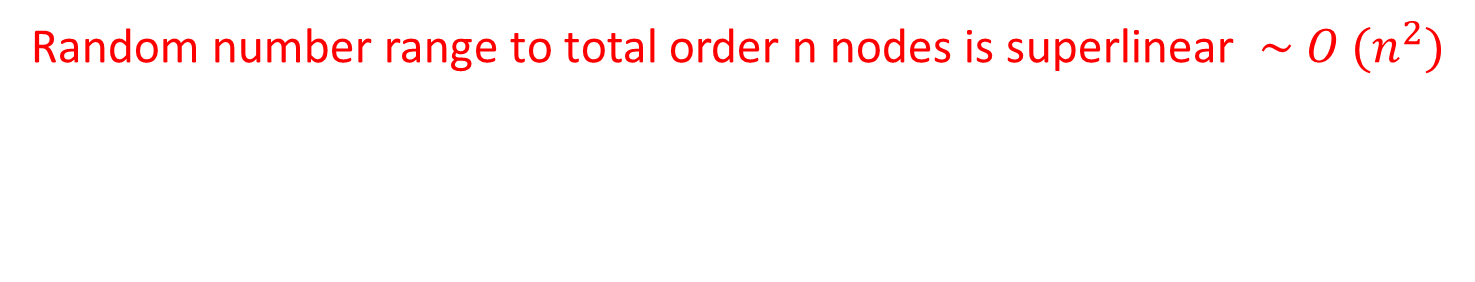 Random number range to total order n nodes is superlinear ~ O (n²)